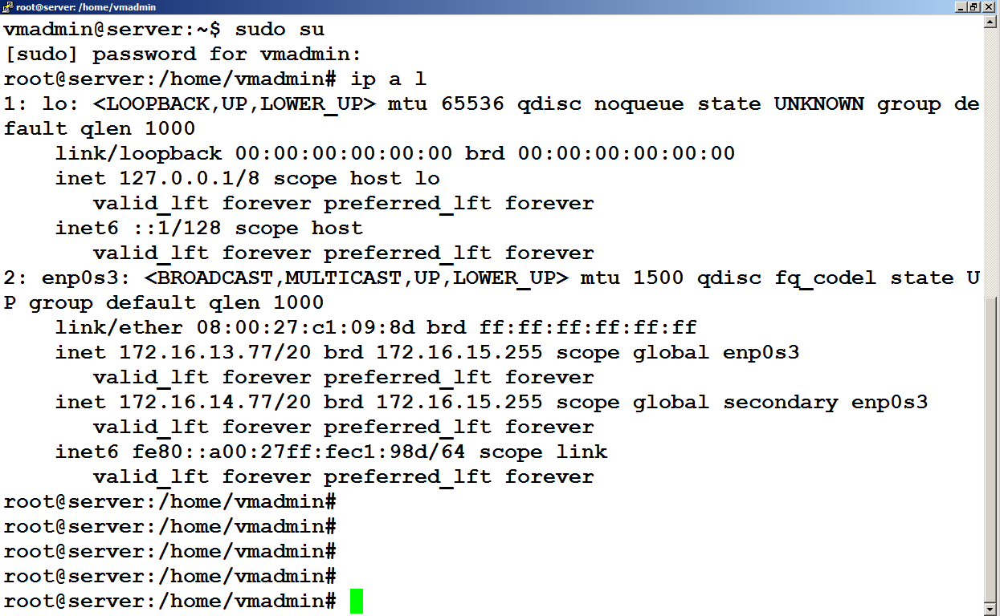 root@server: /home/vmadmin
vmadmin@server:~$ sudo su
[sudo] password for vmadmin:
root@server:/home/vmadmin# ip a l
1: lo: <LOOPBACK,UP,LOWER_UP> mtu 65536 qdisc noqueue state UNKNOWN group de
fault qlen 1000
    link/loopback 00:00:00:00:00:00 brd 00:00:00:00:00:00
    inet 127.0.0.1/8 scope host lo
       valid_lft forever preferred_lft forever
    inet6 ::1/128 scope host
       valid_lft forever preferred_lft forever
2: enp0s3: <BROADCAST,MULTICAST,UP,LOWER_UP> mtu 1500 qdisc fq_codel state U
P group default qlen 1000
    link/ether 08:00:27:c1:09:8d brd ff:ff:ff:ff:ff:ff
    inet 172.16.13.77/20 brd 172.16.15.255 scope global enp0s3
       valid_lft forever preferred_lft forever
    inet 172.16.14.77/20 brd 172.16.15.255 scope global secondary enp0s3
       valid_lft forever preferred_lft forever
    inet6 fe80::a00:27ff:fec1:98d/64 scope link
       valid_lft forever preferred_lft forever
root@server:/home/vmadmin#
root@server:/home/vmadmin#
root@server:/home/vmadmin#
root@server:/home/vmadmin#
root@server:/home/vmadmin#